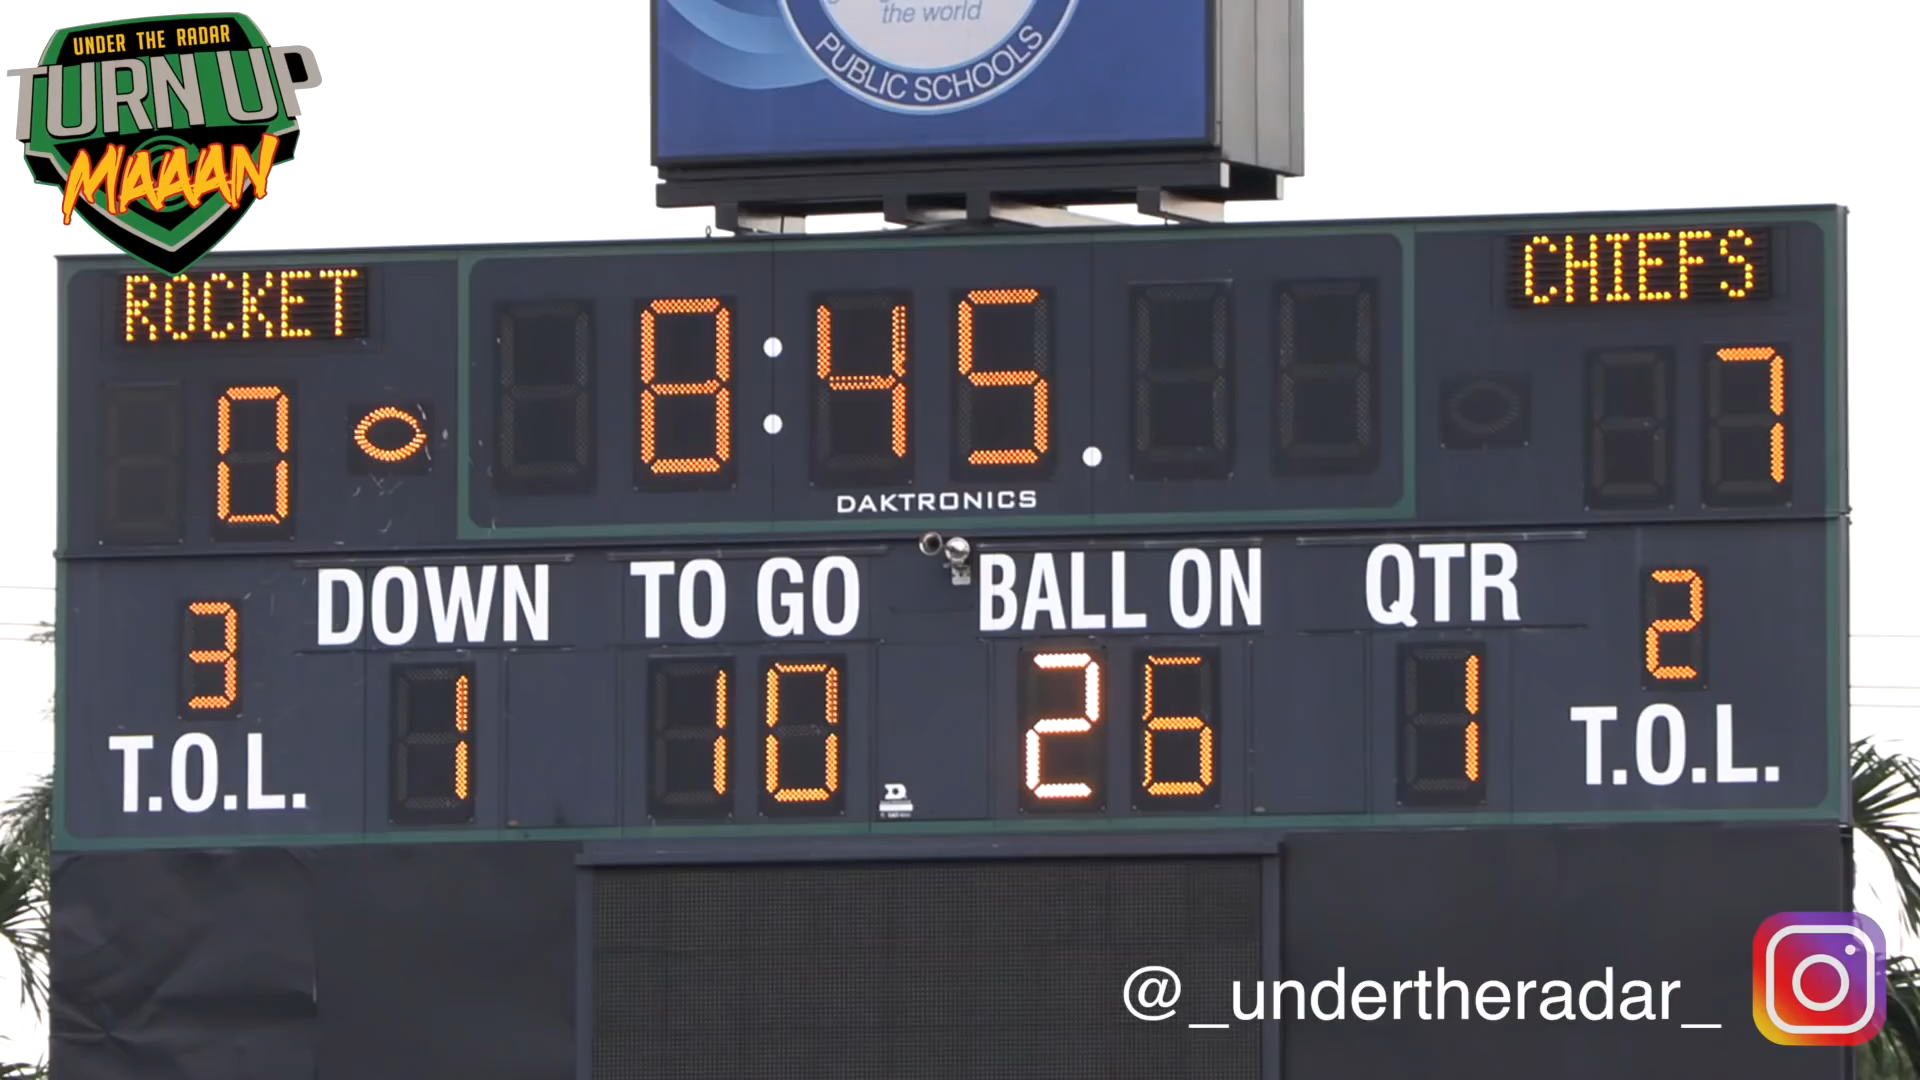 UNDER THE RADAR
TURN UP
MAAAN
the world
PUBLIC SCHOOLS
ROCKET
CHIEFS
0
8:45.
7
DAKTRONICS
DOWN
TO GO
BALL ON
QTR
3
1
10
26
1
2
T.O.L.
T.O.L.
@_undertheradar_